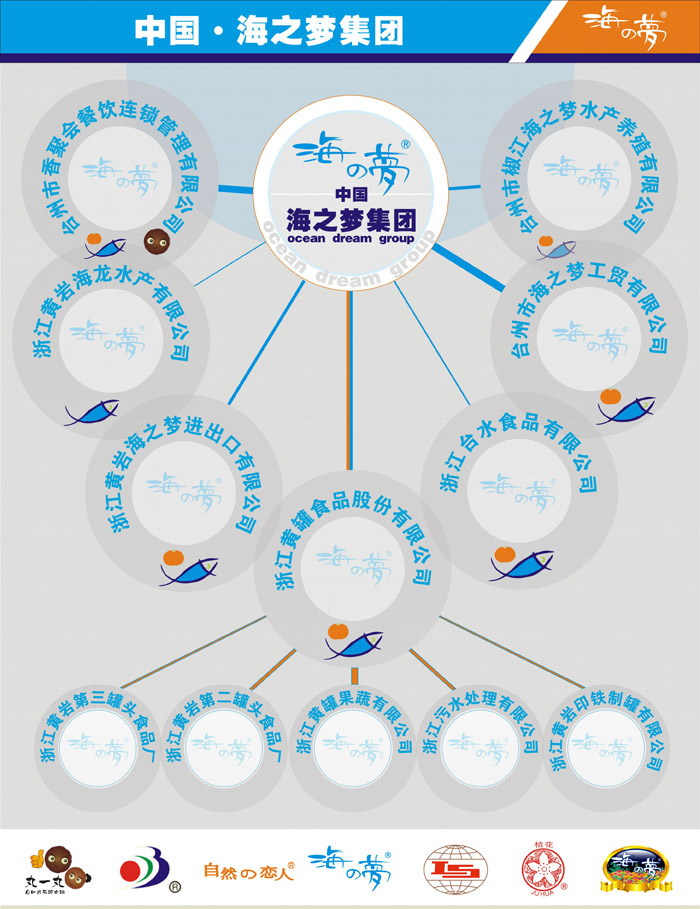 中国·海之梦集团
海の夢®
台州市香聚会餐饮连锁管理有限公司
海の夢®
海の夢®
中国
海之梦集团
ocean dream group
ocean dream group
台州市椒江海之梦水产养殖有限公司
海の夢®
浙江黄岩海龙水产有限公司
海の夢®
台州市海之梦工贸有限公司
海の夢®
浙江黄岩海之梦进出口有限公司
海の夢®
浙江台水食品有限公司
海の夢®
浙江黄罐食品股份有限公司
海の夢®
浙江黄岩第三罐头食品厂
海の夢®
浙江黄岩第二罐头食品厂
海の夢®
浙江黄罐果蔬有限公司
海の夢®
浙江污水处理有限公司
海の夢®
浙江黄岩印铁制罐有限公司
海の夢®
丸一丸
®
自然の恋人®
海の夢®
LS
桔花
JUHUA
®
海の夢®